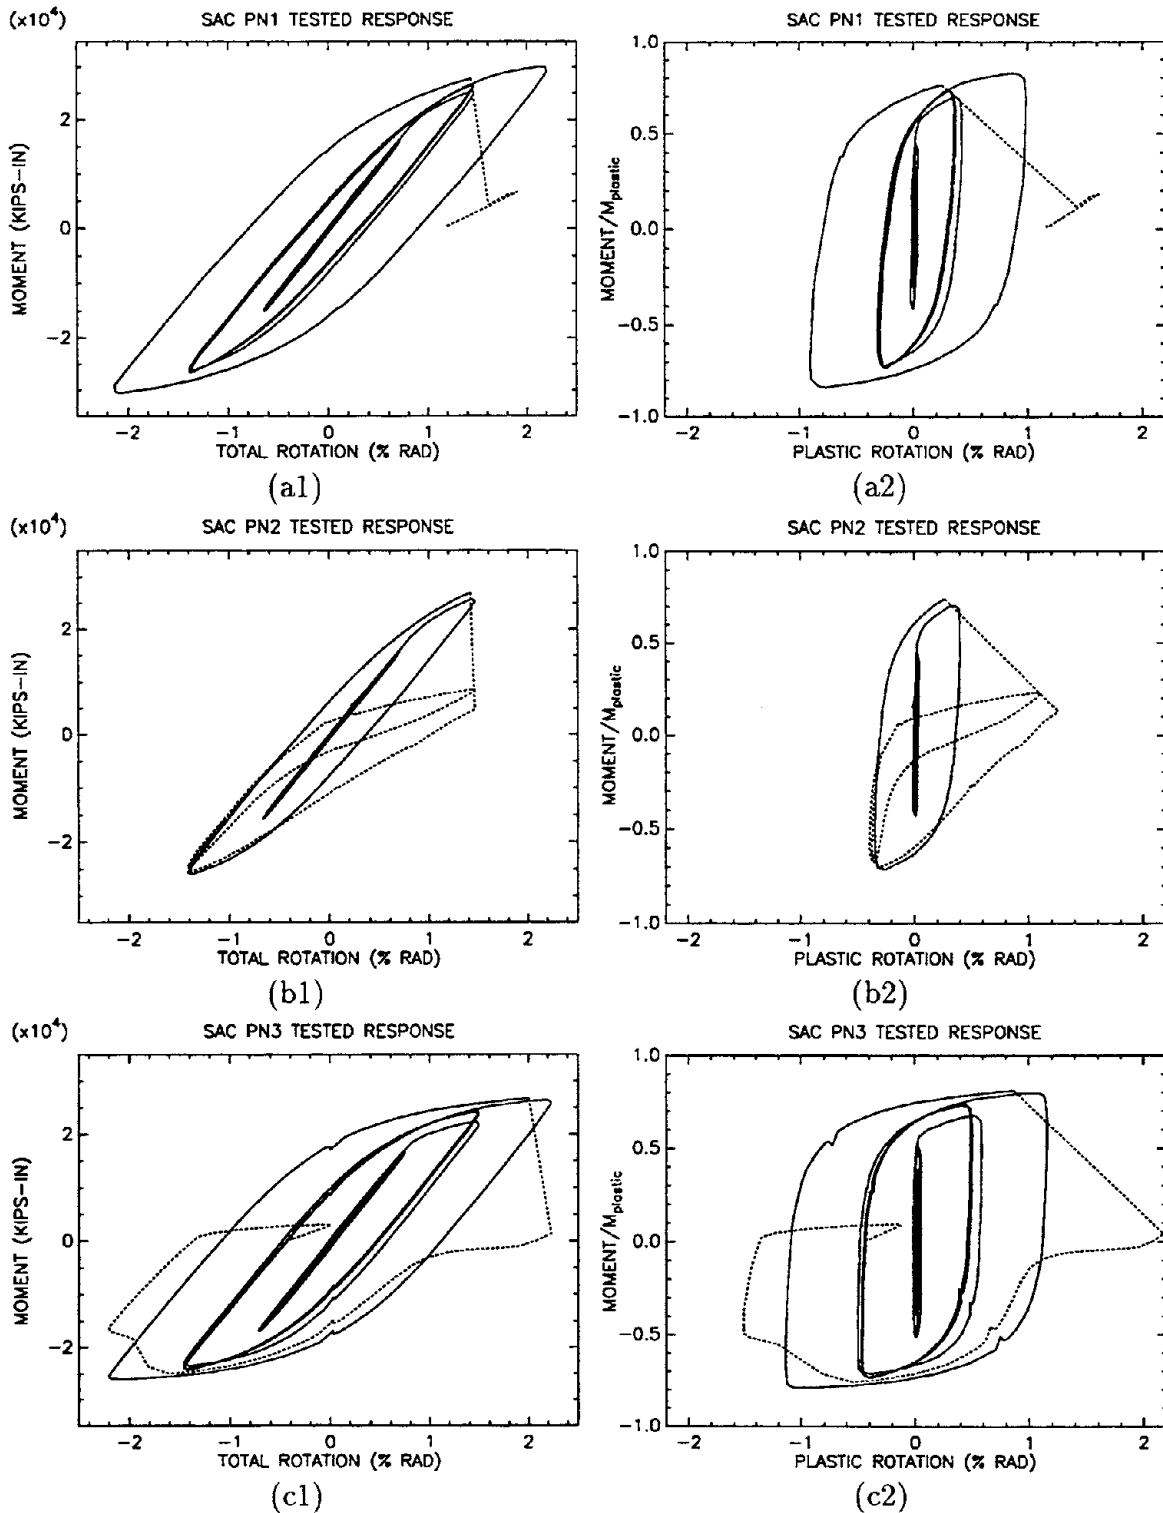 (x10⁴)
SAC PN1 TESTED RESPONSE
MOMENT (KIPS-IN)
2
0
-2
-2
-1
0
1
2
TOTAL ROTATION (% RAD)
(a1)
SAC PN1 TESTED RESPONSE
MOMENT/Mplastic
1.0
0.5
0.0
-0.5
-1.0
-2
-1
0
1
2
PLASTIC ROTATION (% RAD)
(a2)
(x10⁴)
SAC PN2 TESTED RESPONSE
MOMENT (KIPS-IN)
2
0
-2
-2
-1
0
1
2
TOTAL ROTATION (% RAD)
(b1)
SAC PN2 TESTED RESPONSE
MOMENT/Mplastic
1.0
0.5
0.0
-0.5
-1.0
-2
-1
0
1
2
PLASTIC ROTATION (% RAD)
(b2)
(x10⁴)
SAC PN3 TESTED RESPONSE
MOMENT (KIPS-IN)
2
0
-2
-2
-1
0
1
2
TOTAL ROTATION (% RAD)
(c1)
SAC PN3 TESTED RESPONSE
MOMENT/Mplastic
1.0
0.5
0.0
-0.5
-1.0
-2
-1
0
1
2
PLASTIC ROTATION (% RAD)
(c2)